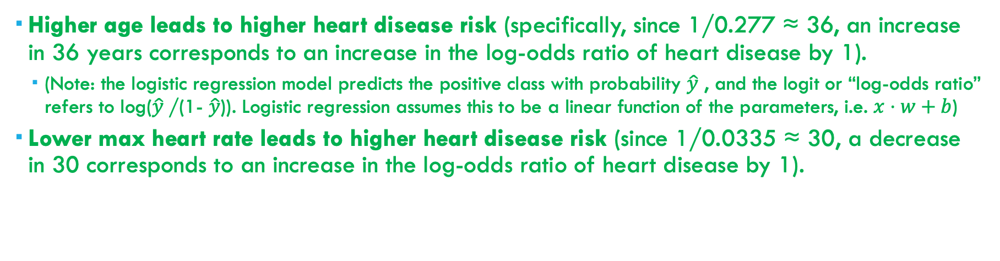 ▪ Higher age leads to higher heart disease risk (specifically, since 1/0.277 ≈ 36, an increase
in 36 years corresponds to an increase in the log-odds ratio of heart disease by 1).
▪ (Note: the logistic regression model predicts the positive class with probability ŷ , and the logit or “log-odds ratio”
refers to log(ŷ /(1- ŷ)). Logistic regression assumes this to be a linear function of the parameters, i.e. x · w + b)
▪ Lower max heart rate leads to higher heart disease risk (since 1/0.0335 ≈ 30, a decrease
in 30 corresponds to an increase in the log-odds ratio of heart disease by 1).